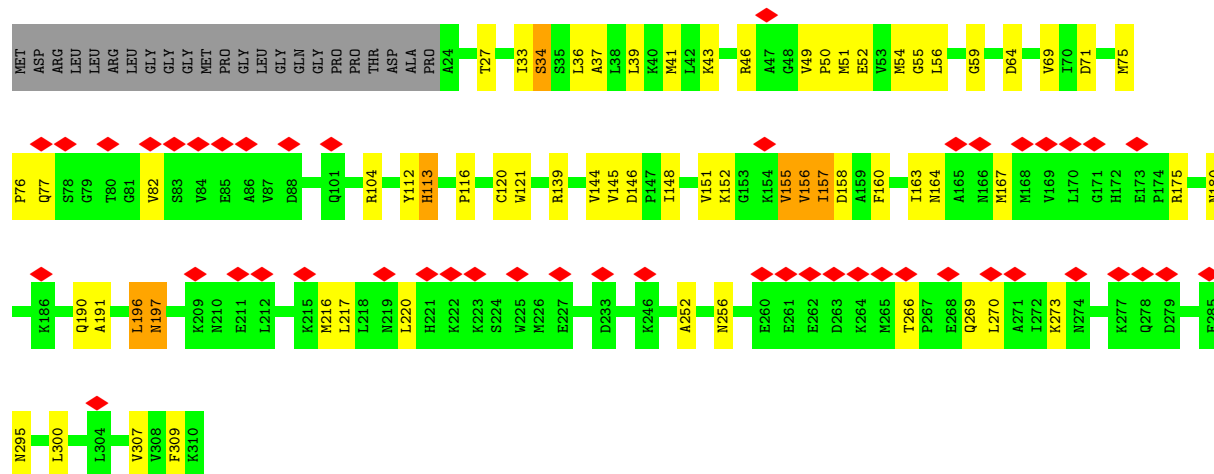 MET ASP ARG LEU LEU ARG LEU GLY GLY GLY MET PRO GLY LEU GLY GLN GLY PRO PRO THR ASP ALA PRO A24 T27 I33 S34 S35 L36 A37 L38 L39 K40 M41 L42 K43 R46 A47 G48 V49 P50 M51 E52 V53 M54 G55 L56 G59 D64 V69 I70 D71 M75
P76 Q77 S78 G79 T80 G81 V82 S83 V84 E85 A86 V87 D88 Q101 R104 Y112 H113 P116 C120 W121 R139 V144 V145 D146 P147 I148 V151 K152 G153 K154 V155 V156 I157 D158 A159 F160 I163 N164 A165 N166 M167 M168 V169 L170 G171 H172 E173 P174 R175 N180
K186 Q190 A191 L196 N197 K209 N210 E211 L212 K215 M216 L217 L218 N219 L220 H221 K222 K223 S224 W225 M226 E227 D233 K246 A252 N256 E260 E261 E262 D263 K264 M265 T266 P267 E268 Q269 L270 A271 I272 K273 N274 K277 Q278 D279
N295 L300 L304 V307 V308 F309 K310